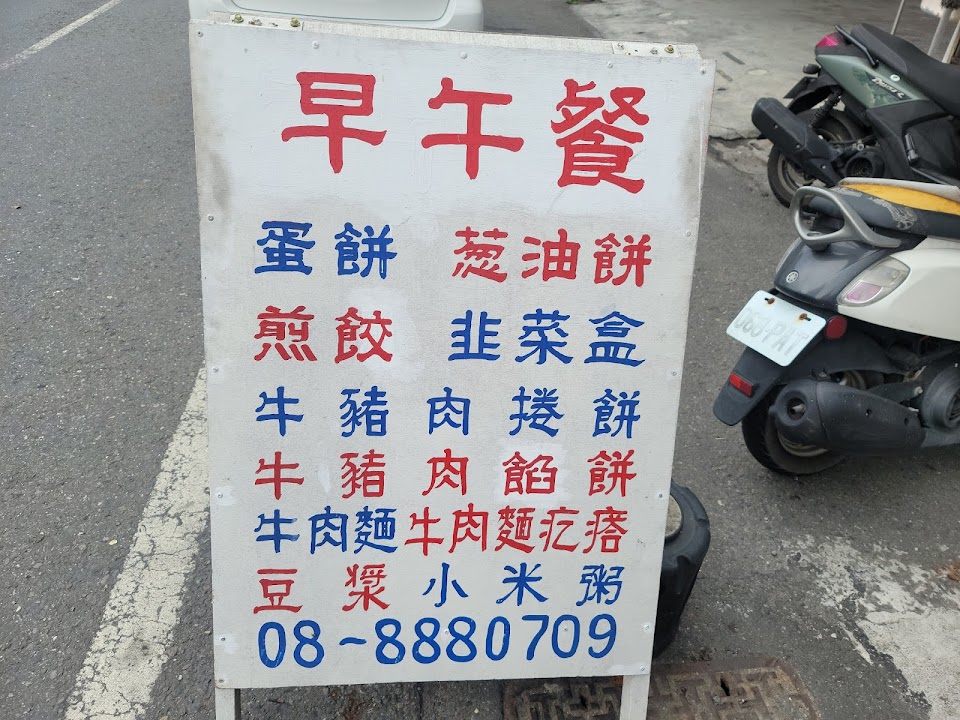 早午餐
蛋餅 葱油餅
煎餃 韭菜盒
牛豬肉捲餅
牛豬肉餡餅
牛肉麵牛肉麵疙瘩
豆漿小米粥
08-8880709